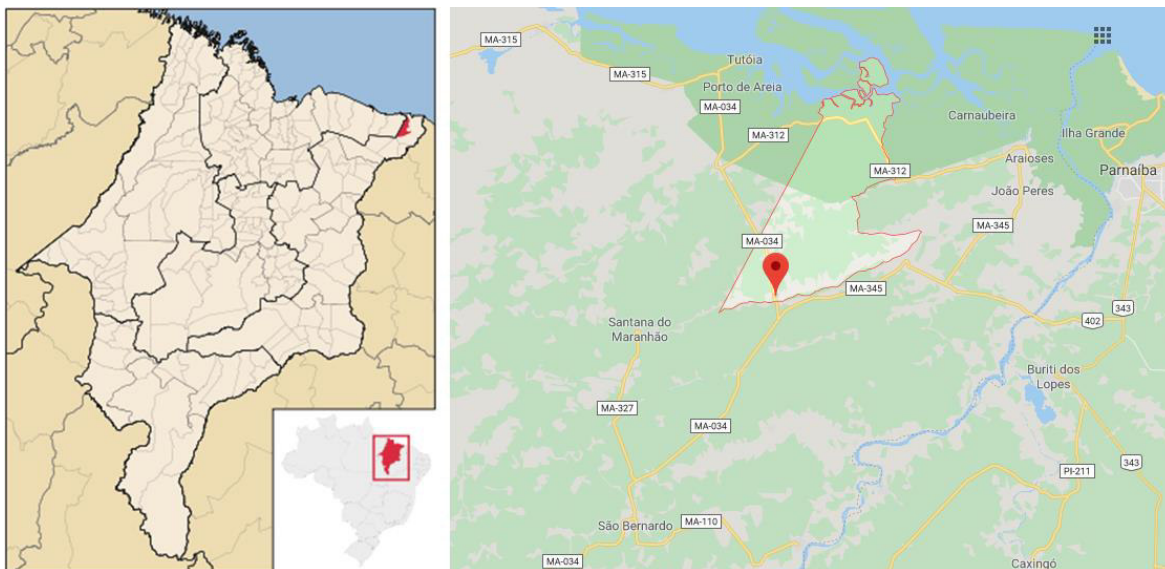 MA-315
MA-315
Tutóia
Porto de Areia
MA-034
Carnaubeira
MA-312
Ilha Grande
Araioses
MA-312
Parnaíba
João Peres
MA-345
MA-034
MA-345
343
402
Santana do
Maranhão
Buriti dos
Lopes
MA-327
MA-034
343
PI-211
São Bernardo
MA-110
MA-034
Caxingó